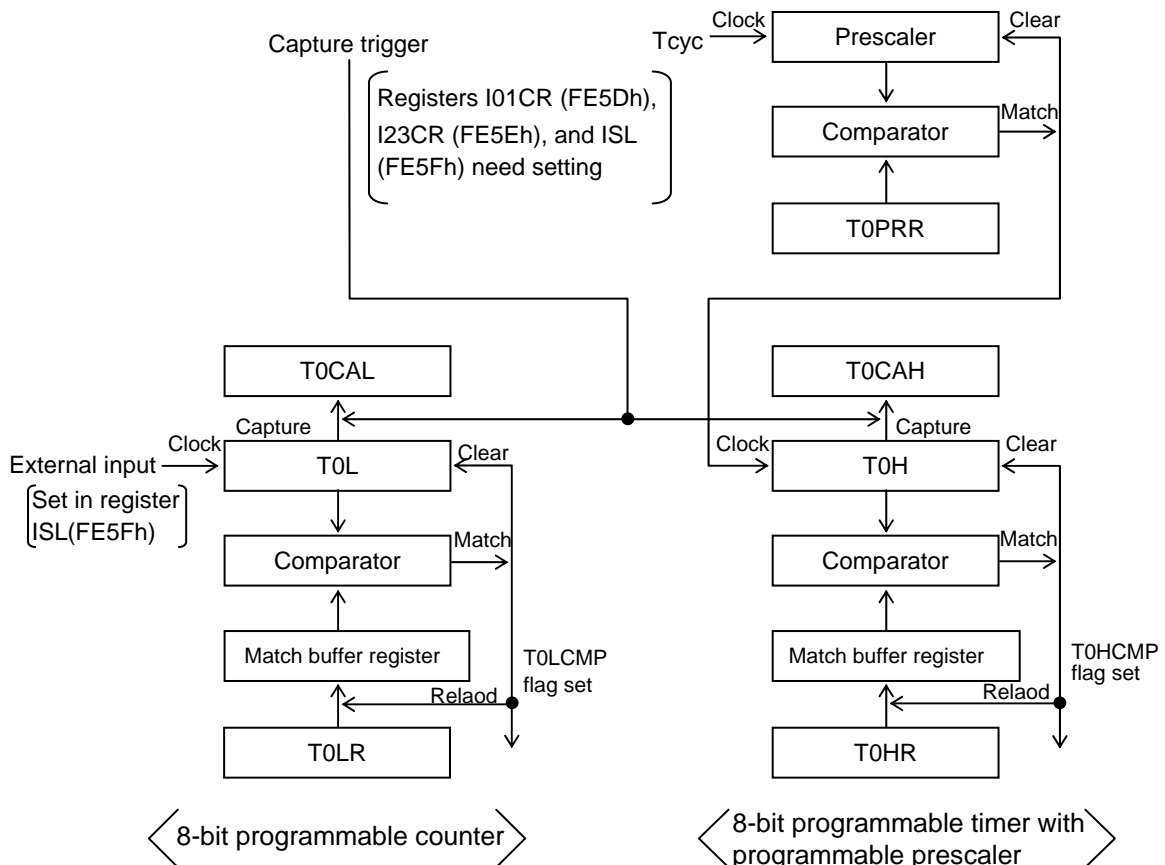 Capture trigger
Registers I01CR (FE5Dh),
I23CR (FE5Eh), and ISL
(FE5Fh) need setting
Tcyc
Clock
Prescaler
Clear
Comparator
Match
T0PRR
T0CAL
Capture
External input
Clock
T0L
Clear
Set in register
ISL(FE5Fh)
Comparator
Match
Match buffer register
T0LCMP
flag set
Relaod
T0LR
8-bit programmable counter
T0CAH
Capture
Clock
T0H
Clear
Comparator
Match
Match buffer register
T0HCMP
flag set
Relaod
T0HR
8-bit programmable timer with
programmable prescaler